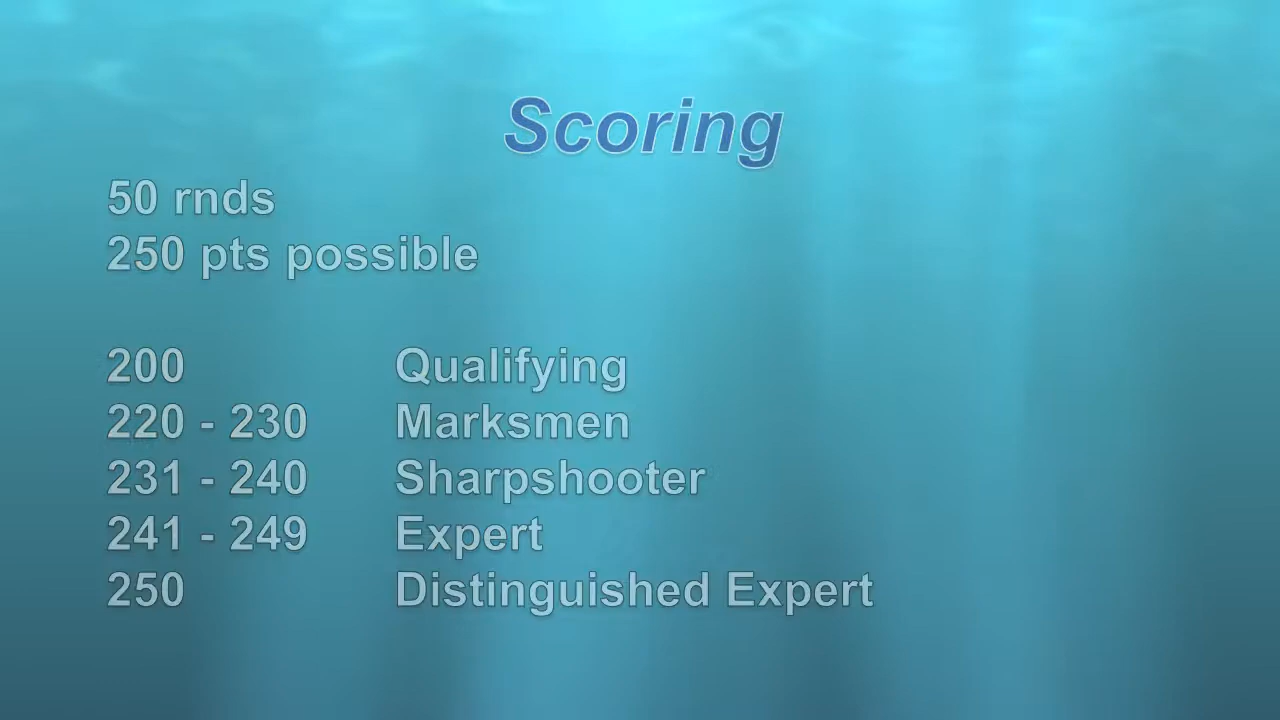 Scoring
50 rnds
250 pts possible
200 Qualifying
220 - 230 Marksmen
231 - 240 Sharpshooter
241 - 249 Expert
250 Distinguished Expert